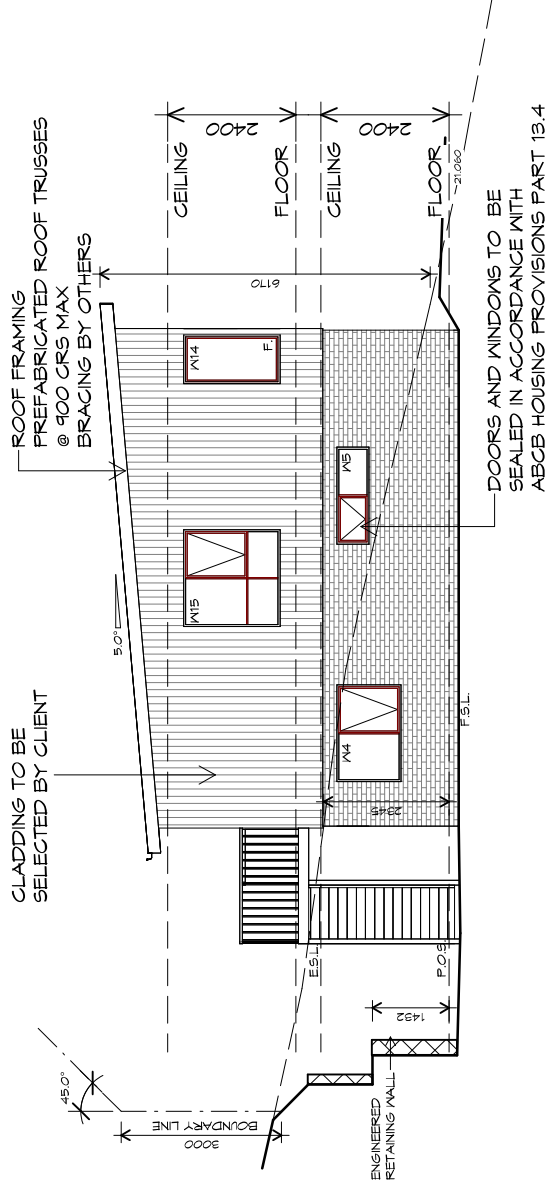 ROOF FRAMING
PREFABRICATED ROOF TRUSSES
@ 900 CRS MAX
BRACING BY OTHERS
CLADDING TO BE
SELECTED BY CLIENT
5.0°
45.0°
3000
BOUNDARY LINE
CEILING
2400
FLOOR
CEILING
2400
FLOOR
21.060
6170
W15
W14
F.
W4
W5
2345
E.S.L.
P.O.S.
F.S.L.
1432
ENGINEERED
RETAINING WALL
DOORS AND WINDOWS TO BE
SEALED IN ACCORDANCE WITH
ABCB HOUSING PROVISIONS PART 13.4